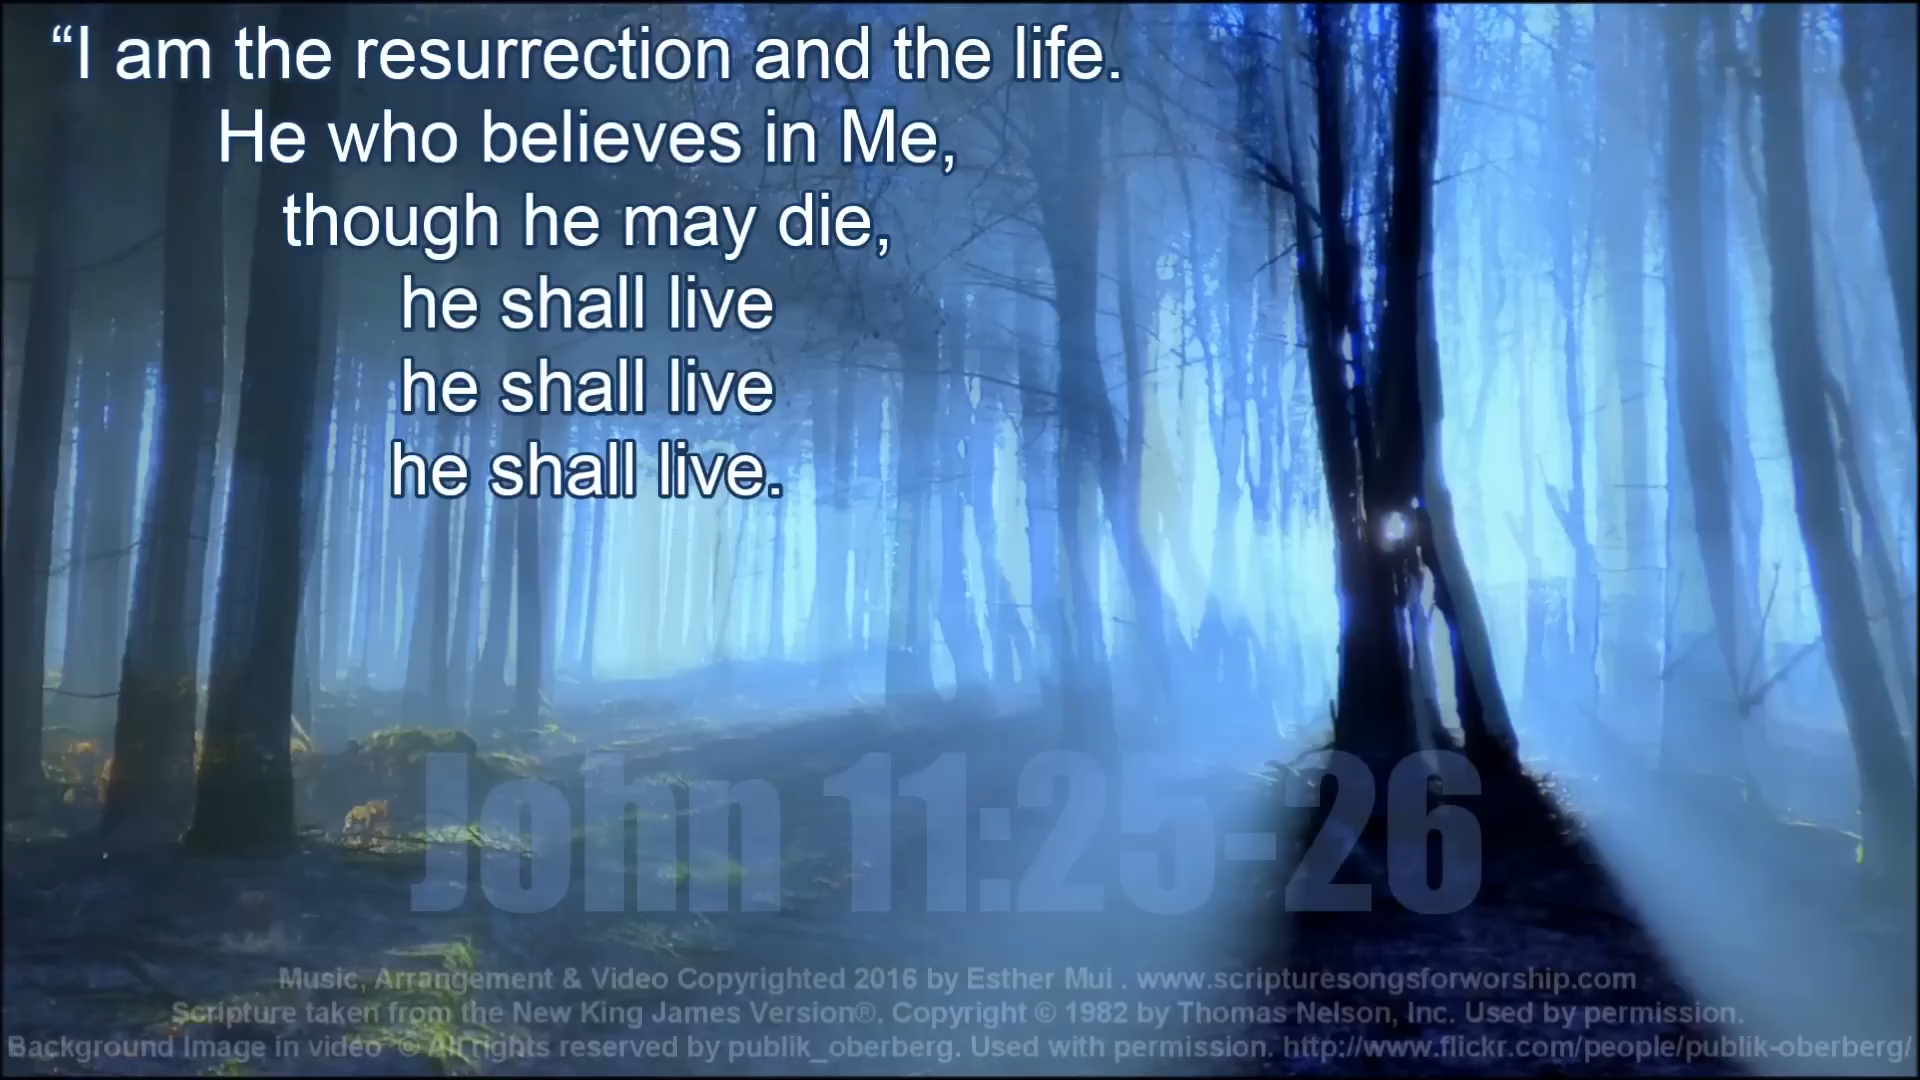 “I am the resurrection and the life.
He who believes in Me,
though he may die,
he shall live
he shall live
he shall live.
John 11:25-26
Music, Arrangement & Video Copyrighted 2016 by Esther Mui . www.scripturesongsforworship.com
Scripture taken from the New King James Version®. Copyright © 1982 by Thomas Nelson, Inc. Used by permission.
Background Image in video © All rights reserved by publik_oberberg. Used with permission. http://www.flickr.com/people/publik-oberberg/